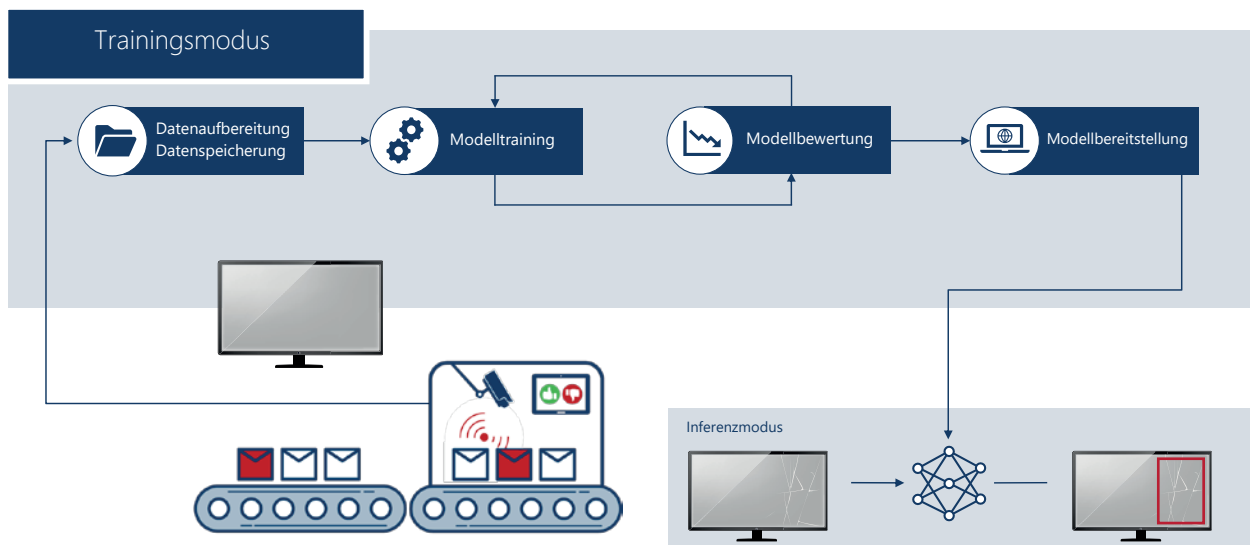 Trainingsmodus
Datenaufbereitung
Datenspeicherung
Modelltraining
Modellbewertung
Modellbereitstellung
Inferenzmodus